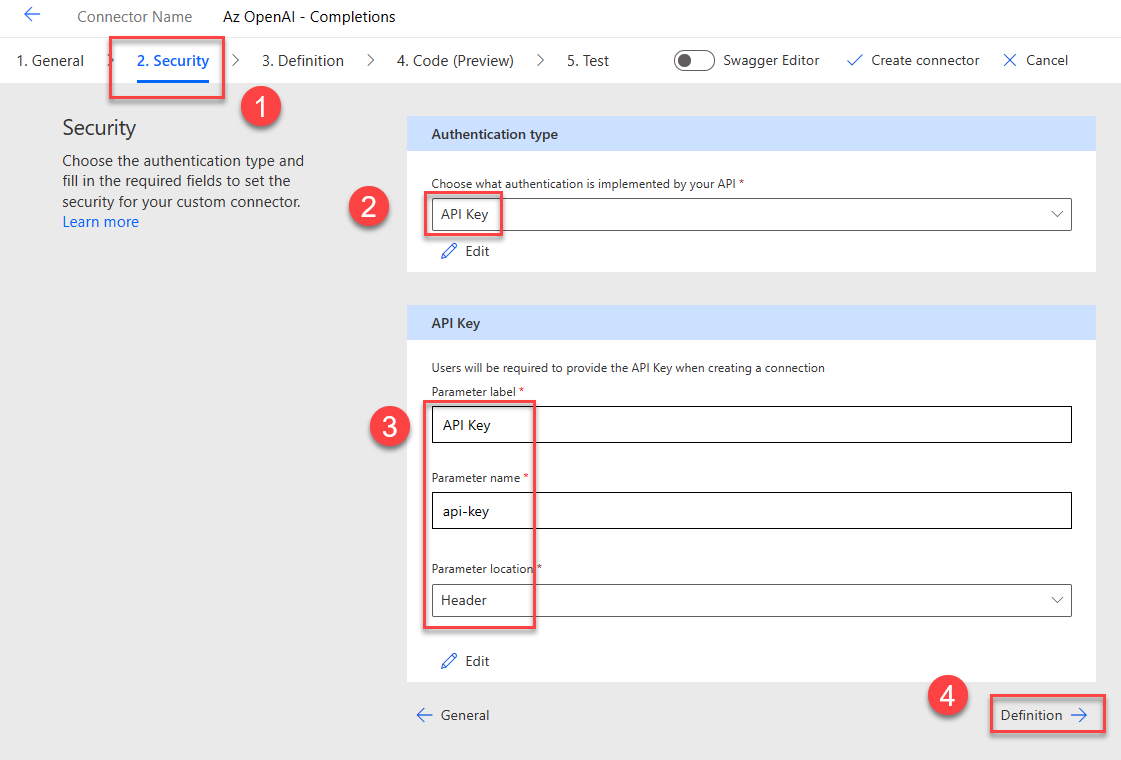 Connector Name Az OpenAI - Completions
1. General 2. Security 3. Definition 4. Code (Preview) 5. Test Swagger Editor Create connector Cancel
1
Security
Choose the authentication type and
fill in the required fields to set the
security for your custom connector.
Learn more
Authentication type
Choose what authentication is implemented by your API *
2
API Key
Edit
API Key
Users will be required to provide the API Key when creating a connection
Parameter label *
3
API Key
Parameter name *
api-key
Parameter location *
Header
Edit
4
General
Definition